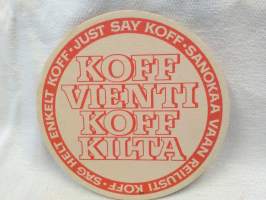 JUST SAY KOFF • SANOKAA VAAN REILUSTI KOFF • SÄG HELT ENKELT KOFF •
KOFF
VIENTI
KOFF
KILTA